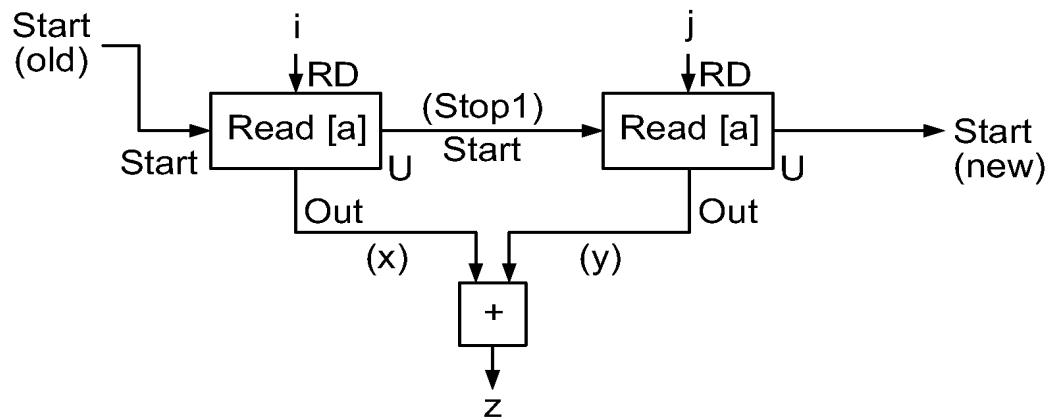 Start
(old)
i
j
RD
RD
Read [a]
(Stop1)
Read [a]
Start
Start
U
Start
(new)
U
Out
Out
(x)
(y)
+
z